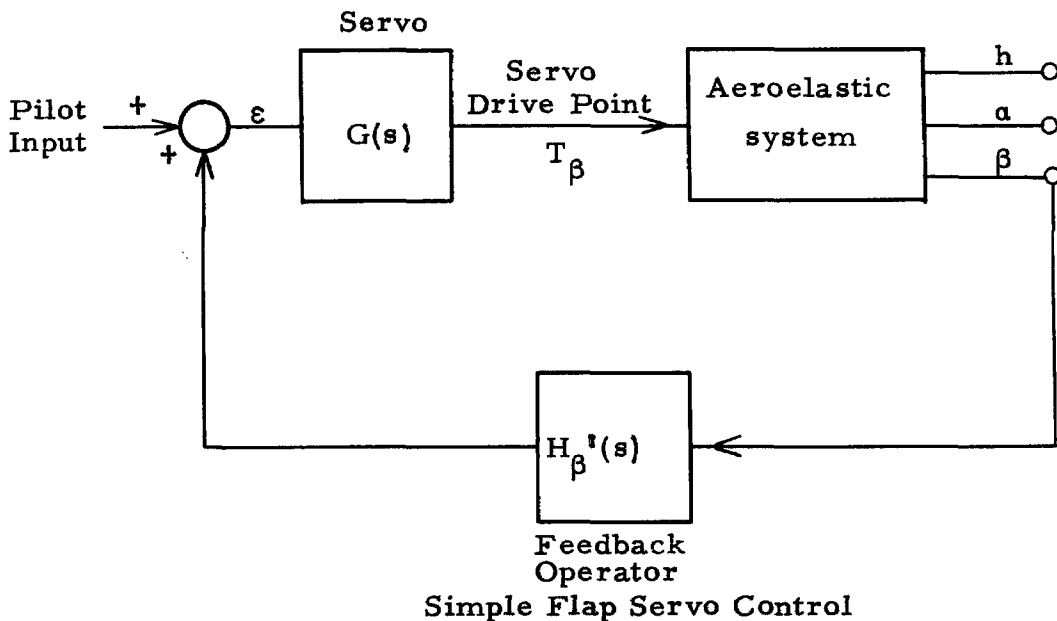 Servo
Pilot
Input
+
+
ε
G(s)
Servo
Drive Point
T_β
Aeroelastic
system
h
α
β
H_β'(s)
Feedback
Operator
Simple Flap Servo Control